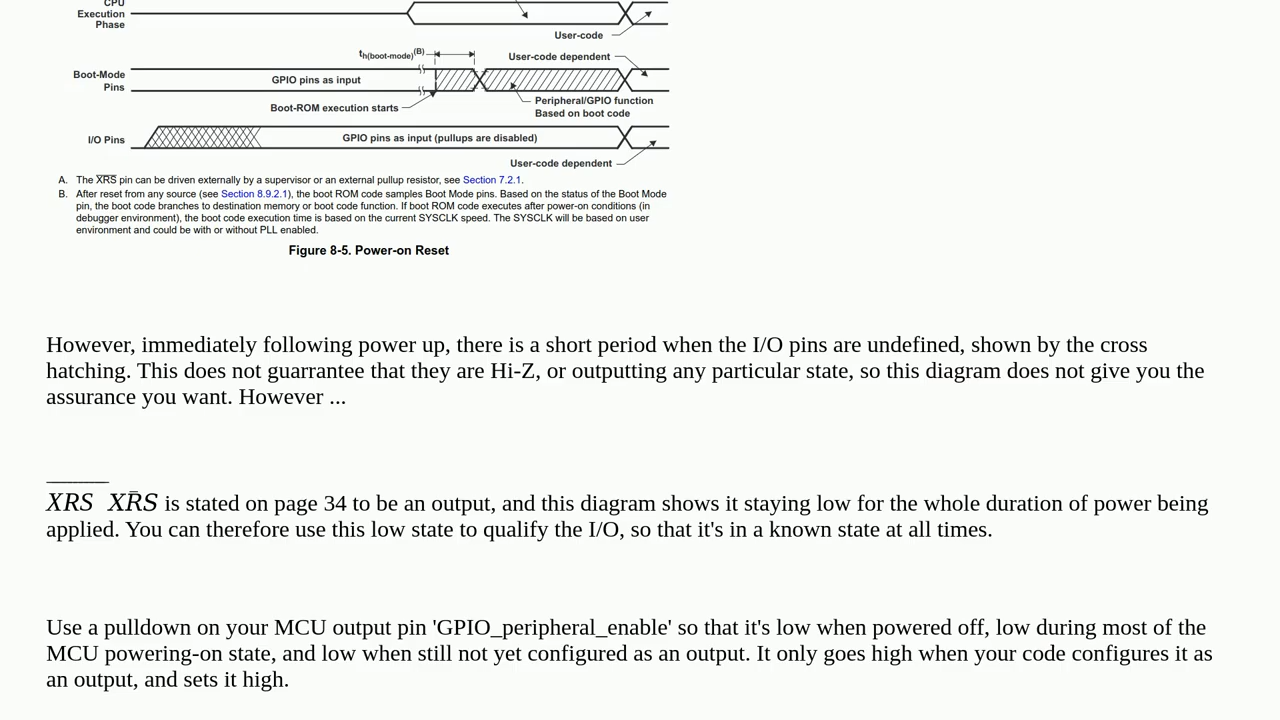 CPU
Execution
Phase
User-code
th(boot-mode)(B)
User-code dependent
Boot-Mode
Pins
GPIO pins as input
Boot-ROM execution starts
Peripheral/GPIO function
Based on boot code
I/O Pins
GPIO pins as input (pullups are disabled)
User-code dependent
A. The X̅R̅S̅ pin can be driven externally by a supervisor or an external pullup resistor, see Section 7.2.1.
B. After reset from any source (see Section 8.9.2.1), the boot ROM code samples Boot Mode pins. Based on the status of the Boot Mode
pin, the boot code branches to destination memory or boot code function. If boot ROM code executes after power-on conditions (in
debugger environment), the boot code execution time is based on the current SYSCLK speed. The SYSCLK will be based on user
environment and could be with or without PLL enabled.
Figure 8-5. Power-on Reset
However, immediately following power up, there is a short period when the I/O pins are undefined, shown by the cross
hatching. This does not guarrantee that they are Hi-Z, or outputting any particular state, so this diagram does not give you the
assurance you want. However ...
X̅R̅S̅ XR̅S is stated on page 34 to be an output, and this diagram shows it staying low for the whole duration of power being
applied. You can therefore use this low state to qualify the I/O, so that it's in a known state at all times.
Use a pulldown on your MCU output pin 'GPIO_peripheral_enable' so that it's low when powered off, low during most of the
MCU powering-on state, and low when still not yet configured as an output. It only goes high when your code configures it as
an output, and sets it high.